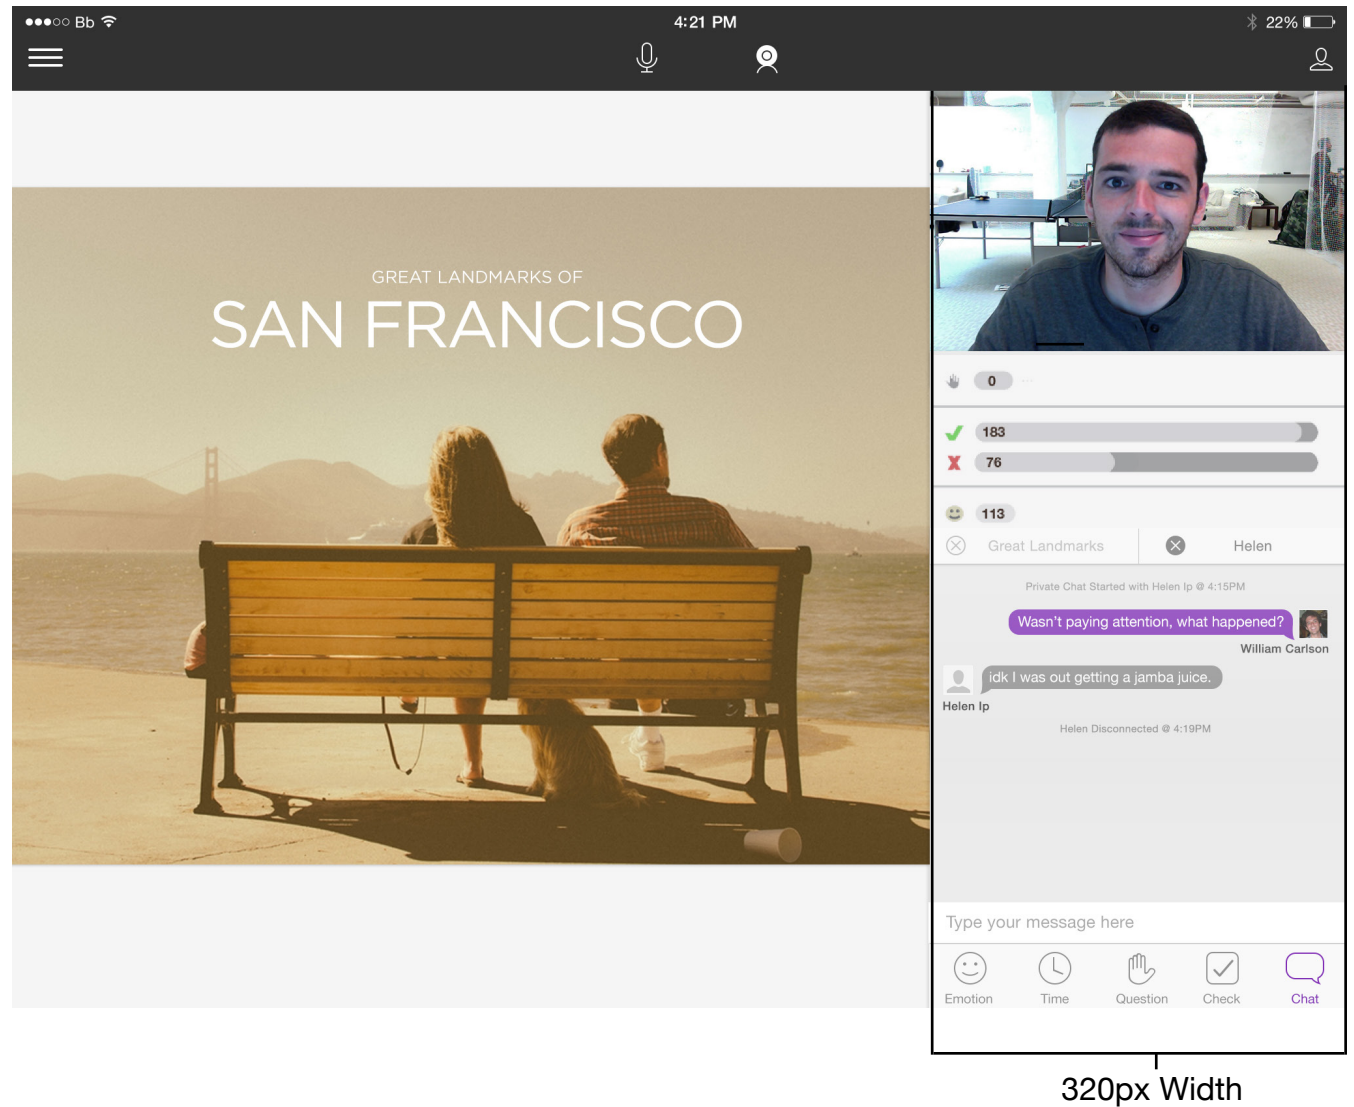 Bb
4:21 PM
22%
GREAT LANDMARKS OF
SAN FRANCISCO
0
183
76
113
Great Landmarks
Helen
Private Chat Started with Helen Ip @ 4:15PM
Wasn't paying attention, what happened?
William Carlson
idk I was out getting a jamba juice.
Helen Ip
Helen Disconnected @ 4:19PM
Type your message here
Emotion Time Question Check Chat
320px Width